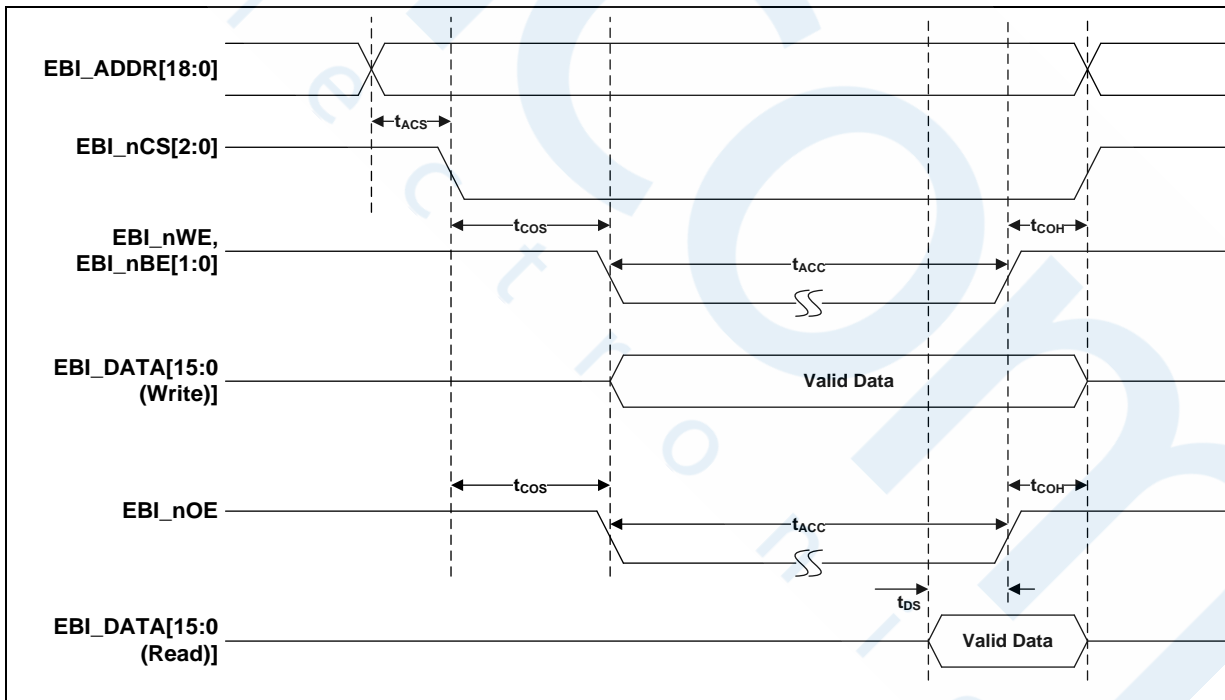 EBI_ADDR[18:0]
tACS
EBI_nCS[2:0]
tCOS
tCOH
EBI_nWE,
EBI_nBE[1:0]
tACC
EBI_DATA[15:0
(Write)]
Valid Data
tCOS
tCOH
EBI_nOE
tACC
tDS
EBI_DATA[15:0
(Read)]
Valid Data